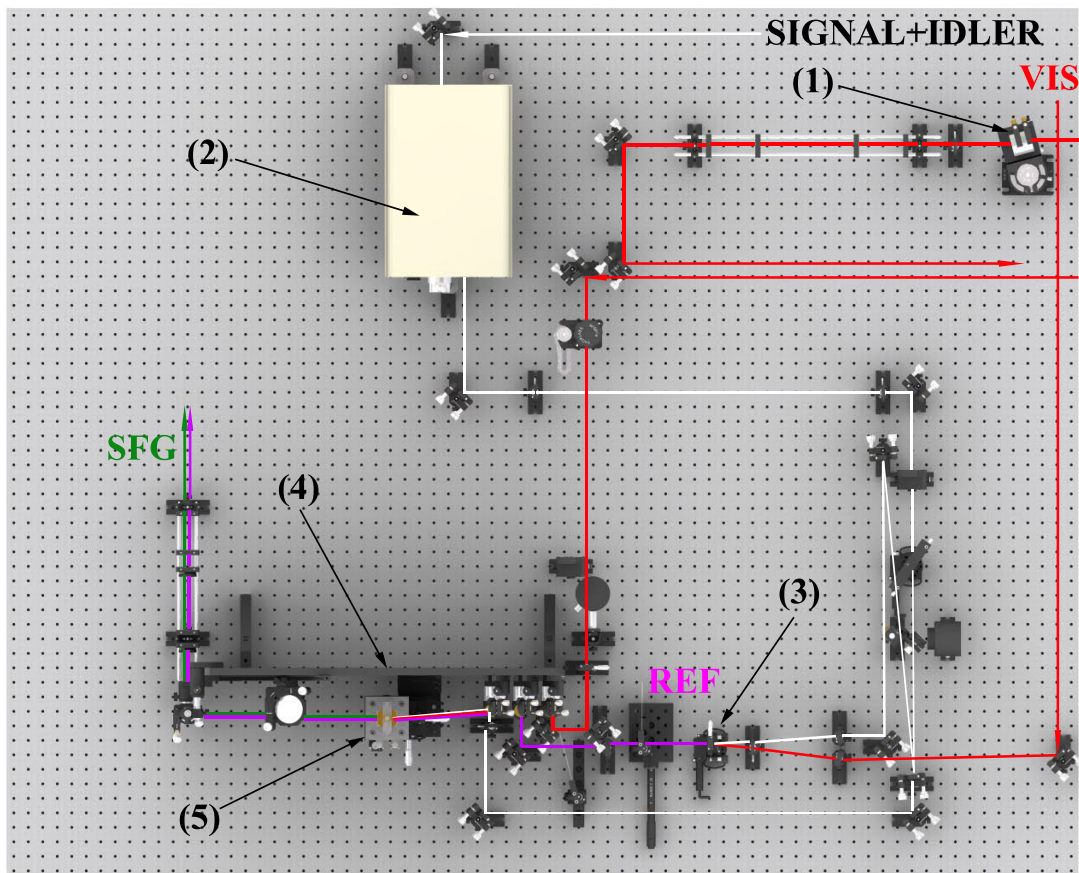 SIGNAL+IDLER
VIS
(1)
(2)
SFG
(4)
(3)
REF
(5)